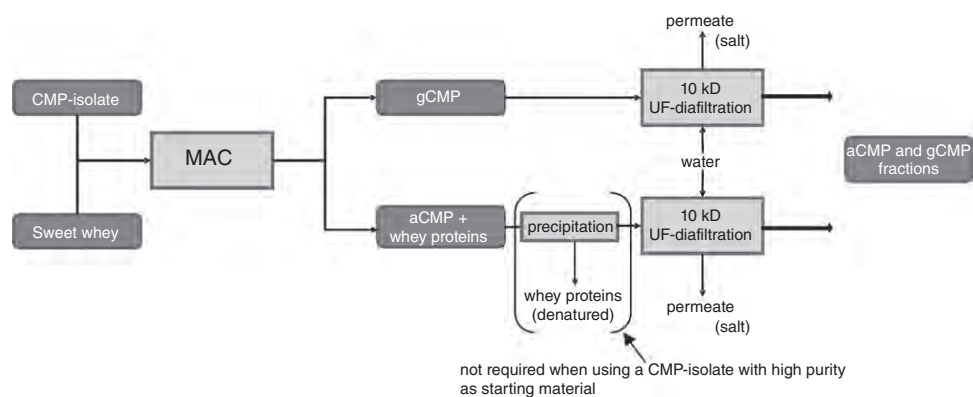 permeate
(salt)
CMP-isolate
gCMP
10 kD
UF-diafiltration
MAC
water
aCMP and gCMP
fractions
Sweet whey
aCMP +
whey proteins
precipitation
10 kD
UF-diafiltration
whey proteins
(denatured)
permeate
(salt)
not required when using a CMP-isolate with high purity
as starting material